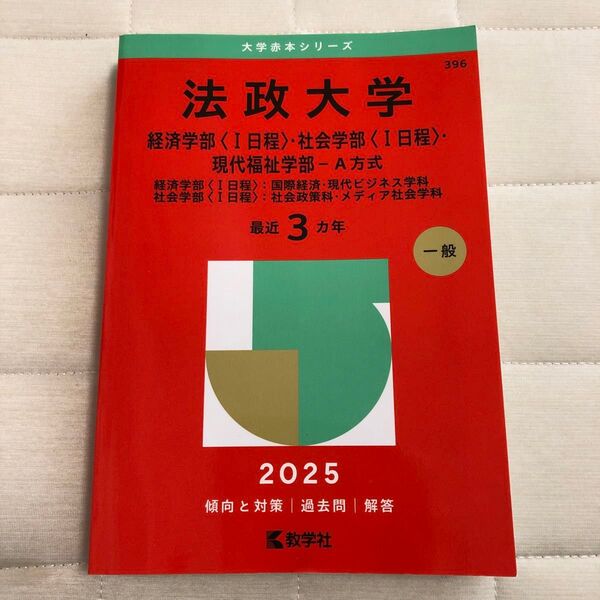 大学赤本シリーズ
396
法政大学
経済学部〈Ⅰ日程〉・社会学部〈Ⅰ日程〉・
現代福祉学部－A方式
経済学部〈Ⅰ日程〉：国際経済・現代ビジネス学科
社会学部〈Ⅰ日程〉：社会政策科・メディア社会学科
最近3カ年
一般
2025
傾向と対策｜過去問｜解答
教学社